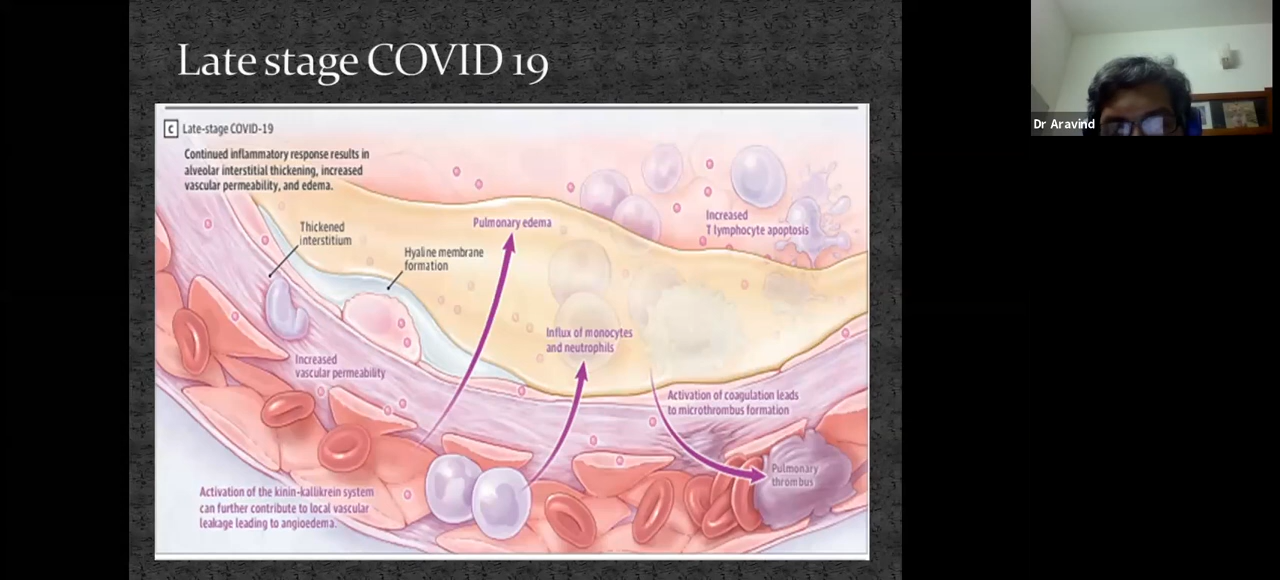 Late stage COVID 19
Dr Aravind
C Late-stage COVID-19
Continued inflammatory response results in
alveolar interstitial thickening, increased
vascular permeability, and edema.
Thickened
interstitium
Hyaline membrane
formation
Pulmonary edema
Increased
T lymphocyte apoptosis
Influx of monocytes
and neutrophils
Increased
vascular permeability
Activation of coagulation leads
to microthrombus formation
Pulmonary
thrombus
Activation of the kinin-kallikrein system
can further contribute to local vascular
leakage leading to angioedema.